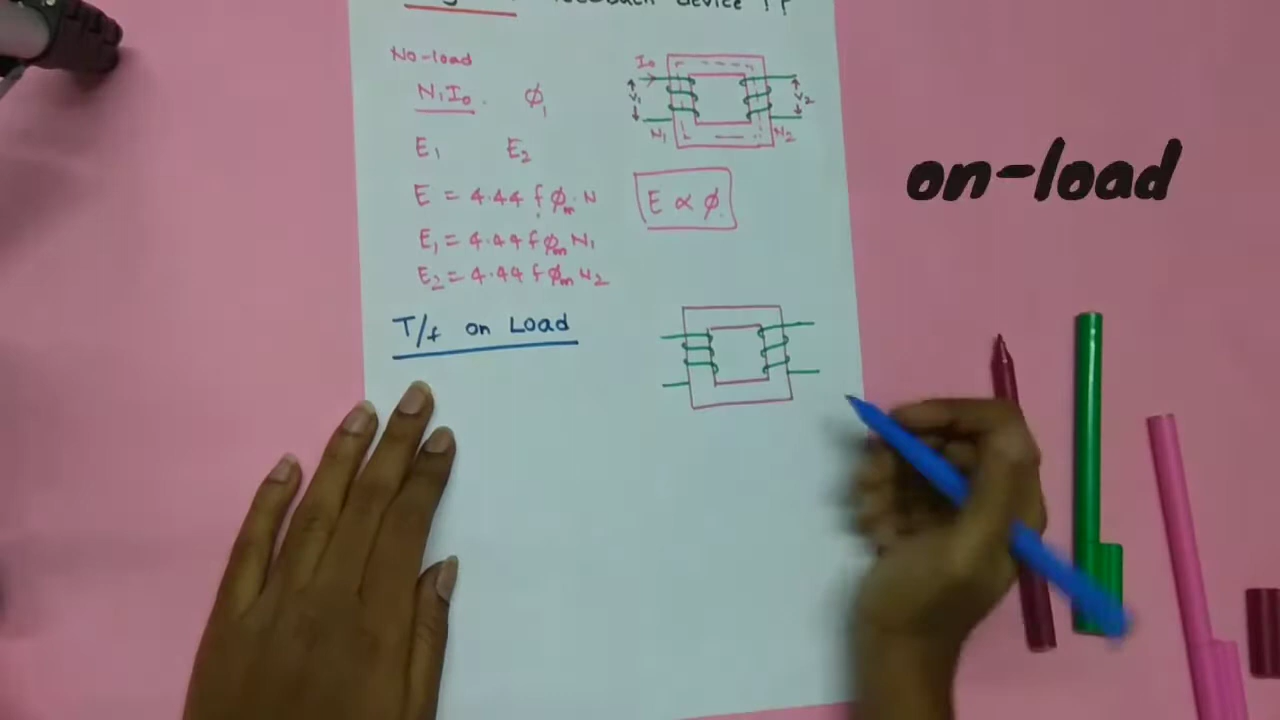 device !?
No-load
N₁I₀. ϕ₁
E₁ E₂
E = 4.44 f ϕₘ. N
E₁ = 4.44 f ϕₘ N₁
E₂ = 4.44 f ϕₘ N₂
I₀
V₁ V₂
N₁ N₂
E ∝ ϕ
T/f on Load
on-load